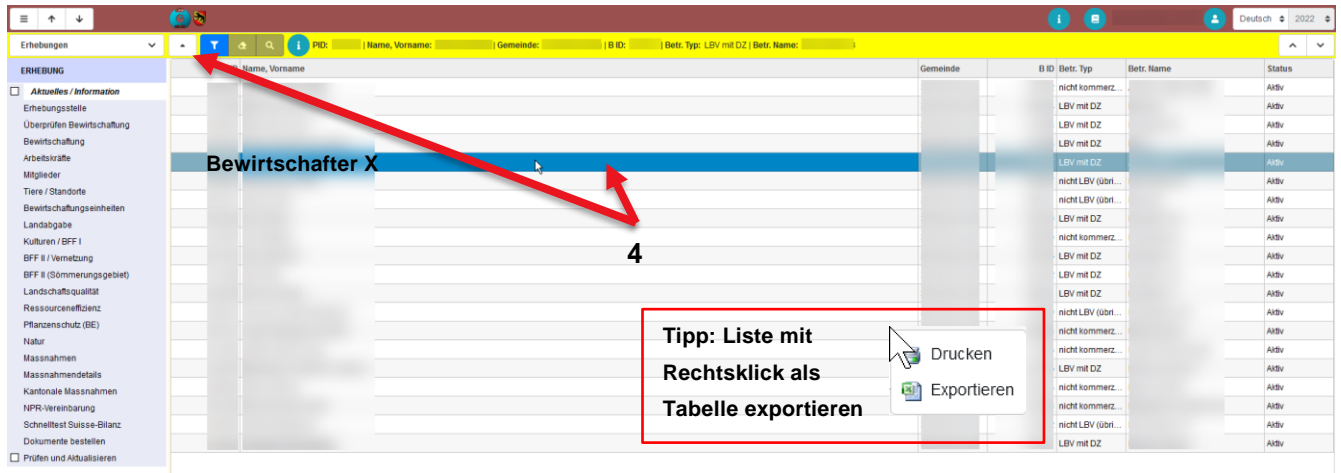 Deutsch 2022
Erhebungen PID: | Name, Vorname: | Gemeinde: | B ID: | Betr. Typ: LBV mit DZ | Betr. Name:
ERHEBUNG
Name, Vorname Gemeinde B ID Betr. Typ Betr. Name Status
Aktuelles / Information nicht kommerz... Aktiv
Erhebungsstelle LBV mit DZ Aktiv
Überprüfen Bewirtschaftung LBV mit DZ Aktiv
Bewirtschaftung LBV mit DZ Aktiv
Arbeitskräfte Bewirtschafter X LBV mit DZ Aktiv
Mitglieder nicht LBV (übri... Aktiv
Tiere / Standorte nicht LBV (übri... Aktiv
Bewirtschaftungseinheiten
Landabgabe LBV mit DZ Aktiv
Kulturen / BFF I nicht kommerz... Aktiv
4
BFF II / Vernetzung LBV mit DZ Aktiv
BFF II (Sömmerungsgebiet) LBV mit DZ Aktiv
Landschaftsqualität LBV mit DZ Aktiv
Ressourceneffizienz nicht LBV (übri... Aktiv
Pflanzenschutz (BE) nicht kommerz... Aktiv
Natur nicht kommerz... Aktiv
Massnahmen LBV mit DZ Aktiv
Massnahmendetails nicht kommerz... Aktiv
Kantonale Massnahmen nicht kommerz... Aktiv
NPR-Vereinbarung nicht LBV (übri... Aktiv
Schnelltest Suisse-Bilanz LBV mit DZ Aktiv
Dokumente bestellen
Prüfen und Aktualisieren
Tipp: Liste mit
Rechtsklick als
Tabelle exportieren
Drucken
Exportieren